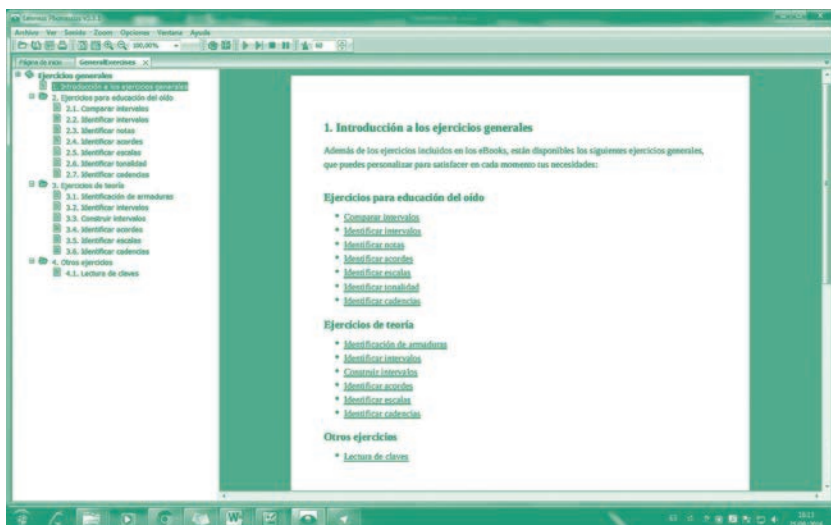 Archivo Ver Sonido Zoom Opciones Ventana Ayuda
100,00%
60
Página de inicio GeneralExercises
Ejercicios generales
1. Introducción a los ejercicios generales
2. Ejercicios para educación del oído
2.1. Comparar intervalos
2.2. Identificar intervalos
2.3. Identificar notas
2.4. Identificar acordes
2.5. Identificar escalas
2.6. Identificar tonalidad
2.7. Identificar cadencias
3. Ejercicios de teoría
3.1. Identificación de armaduras
3.2. Identificar intervalos
3.3. Construir intervalos
3.4. Identificar acordes
3.5. Identificar escalas
3.6. Identificar cadencias
4. Otros ejercicios
4.1. Lectura de claves
1. Introducción a los ejercicios generales
Además de los ejercicios incluidos en los eBooks, están disponibles los siguientes ejercicios generales,
que puedes personalizar para satisfacer en cada momento tus necesidades:
Ejercicios para educación del oído
Comparar intervalos
Identificar intervalos
Identificar notas
Identificar acordes
Identificar escalas
Identificar tonalidad
Identificar cadencias
Ejercicios de teoría
Identificación de armaduras
Identificar intervalos
Construir intervalos
Identificar acordes
Identificar escalas
Identificar cadencias
Otros ejercicios
Lectura de claves